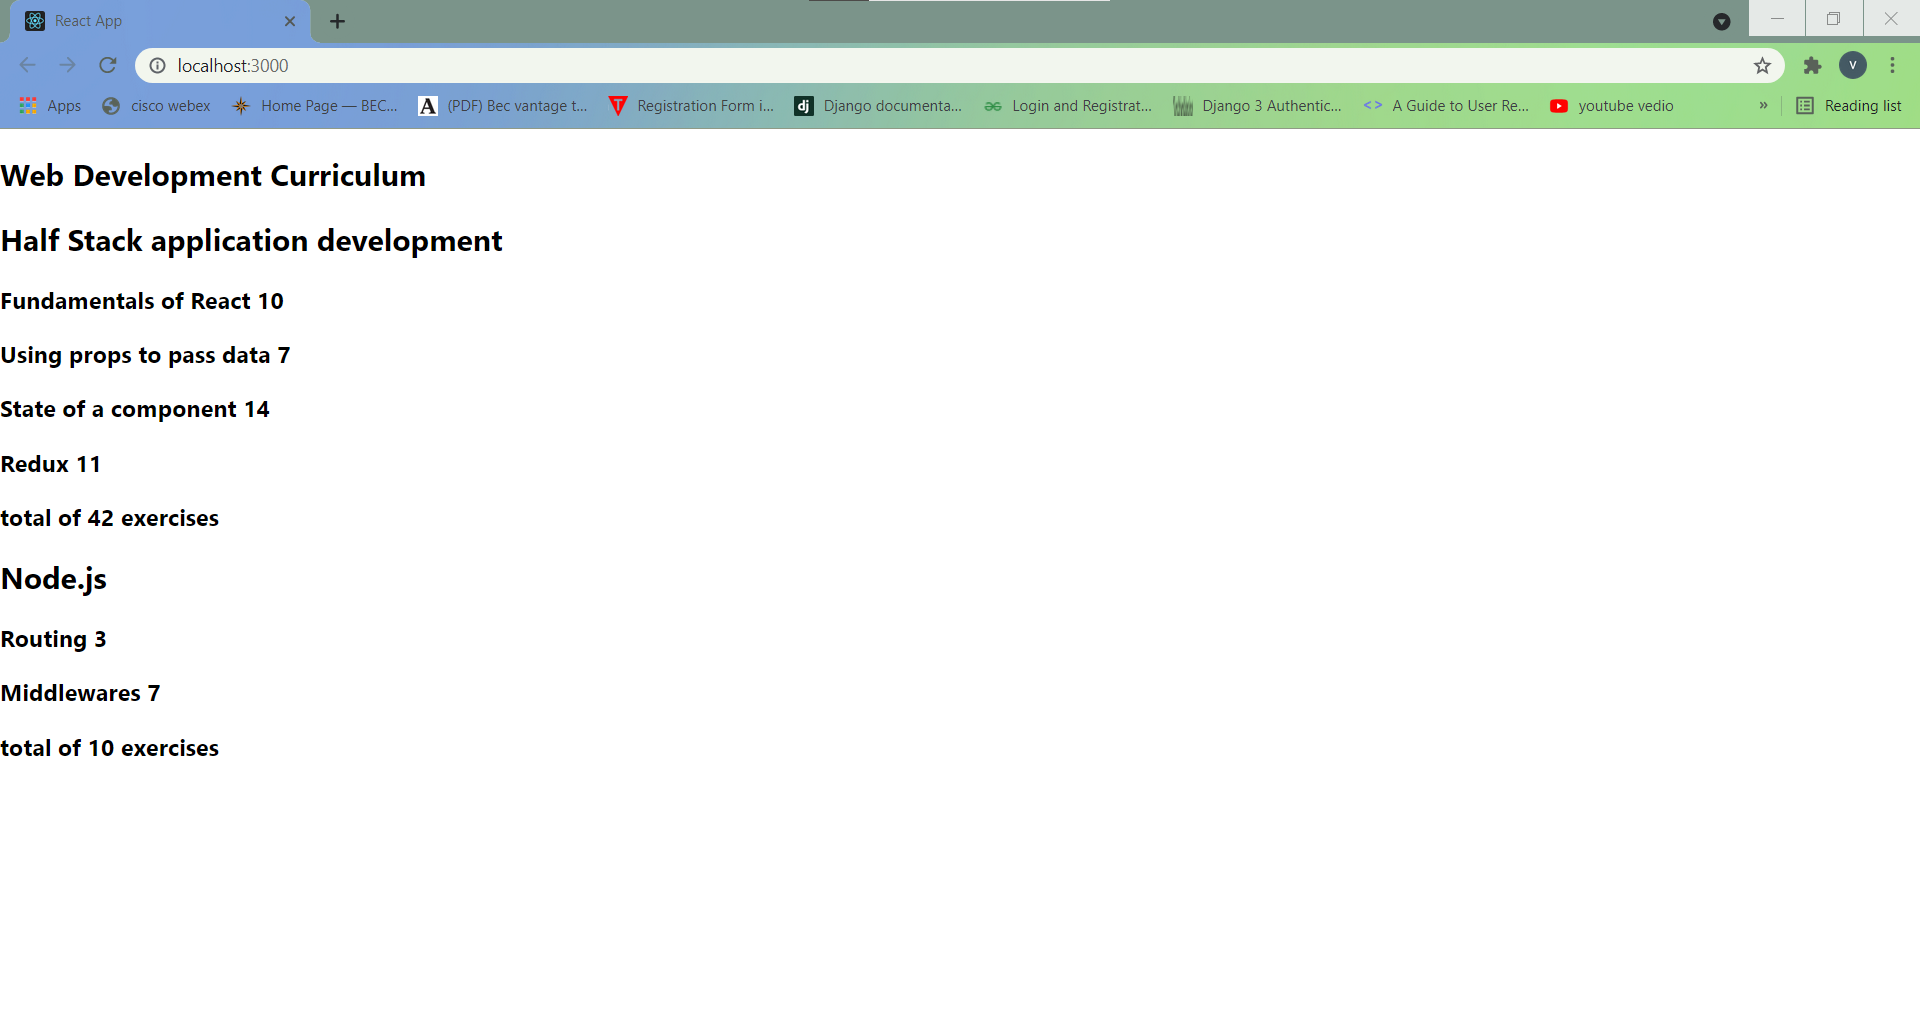 React App
localhost:3000
V
Apps cisco webex Home Page — BEC... A (PDF) Bec vantage t... T Registration Form i... dj Django documenta... Login and Registrat... Django 3 Authentic... <> A Guide to User Re... youtube vedio » Reading list
Web Development Curriculum
Half Stack application development
Fundamentals of React 10
Using props to pass data 7
State of a component 14
Redux 11
total of 42 exercises
Node.js
Routing 3
Middlewares 7
total of 10 exercises